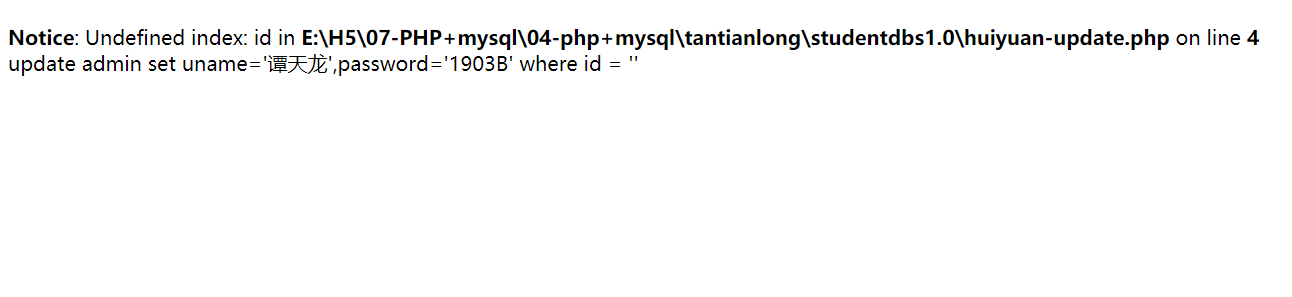 Notice: Undefined index: id in E:\H5\07-PHP+mysql\04-php+mysql\tantianlong\studentdbs1.0\huiyuan-update.php on line 4
update admin set uname='谭天龙',password='1903B' where id = ''